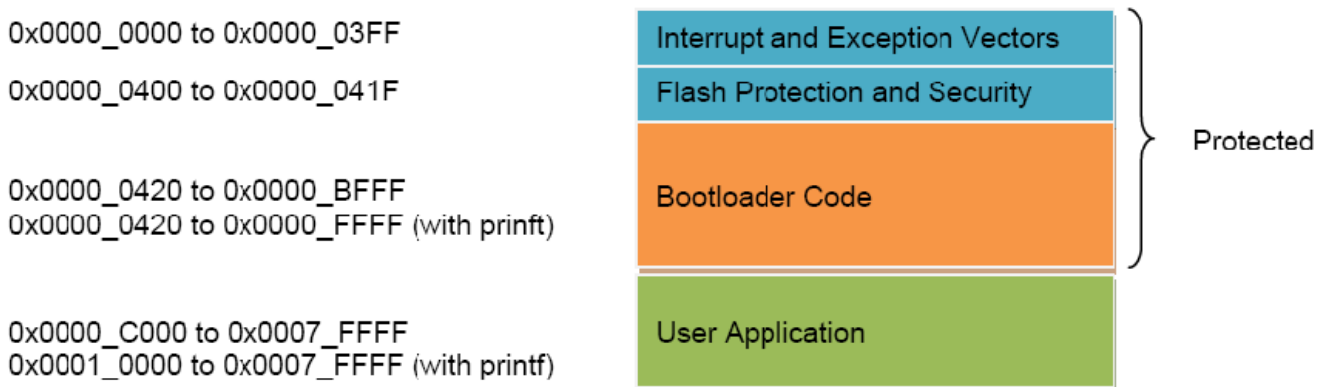 0x0000_0000 to 0x0000_03FF
Interrupt and Exception Vectors
0x0000_0400 to 0x0000_041F
Flash Protection and Security
Protected
0x0000_0420 to 0x0000_BFFF
0x0000_0420 to 0x0000_FFFF (with prinft)
Bootloader Code
0x0000_C000 to 0x0007_FFFF
0x0001_0000 to 0x0007_FFFF (with printf)
User Application